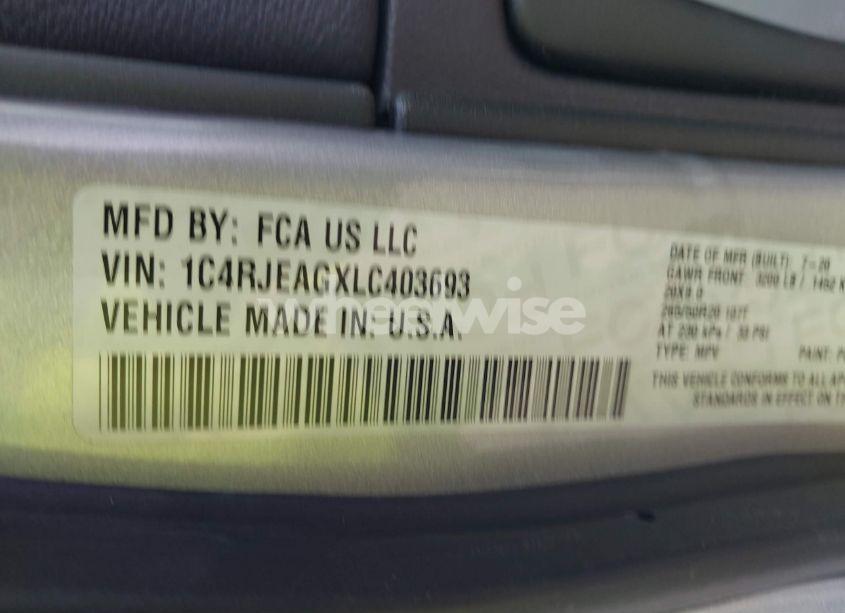 MFD BY: FCA US LLC
VIN: 1C4RJEAGXLC403693
VEHICLE MADE IN: U.S.A.
wheelwise
DATE OF MFR (BUILT): 7-20
GAWR FRONT: 3200 LB / 1452 K
20X8.0
265/50R20 107T
AT 230 kPa / 33 PSI
TYPE: MPV PAINT: P
THIS VEHICLE CONFORMS TO ALL AP
STANDARDS IN EFFECT ON TH